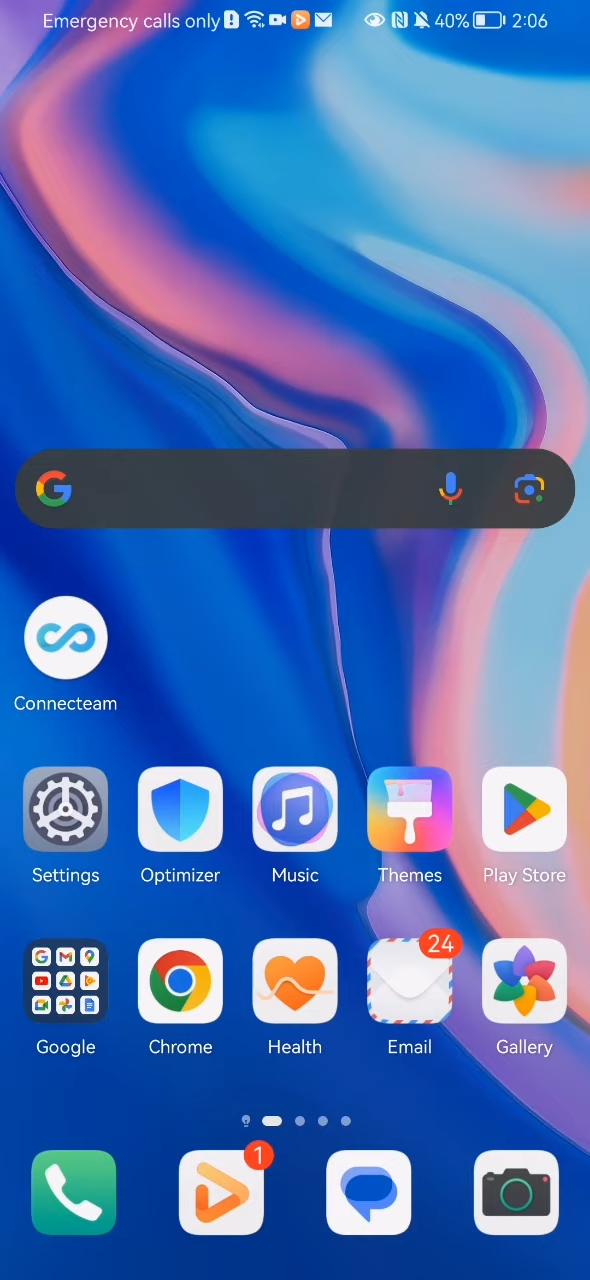 Emergency calls only 40% 2:06
Connecteam
Settings Optimizer Music Themes Play Store
24
Google Chrome Health Email Gallery
1